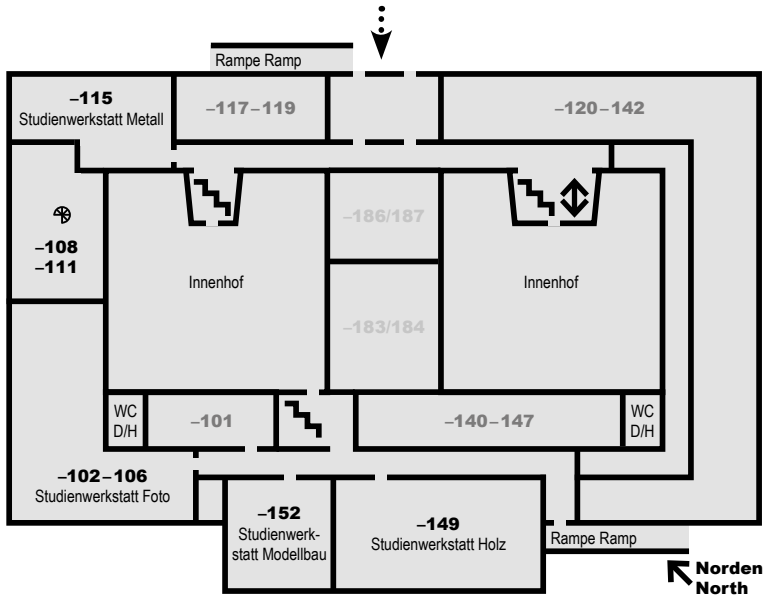 Rampe Ramp
–115
Studienwerkstatt Metall
–117–119
–120–142
–186/187
–108
–111
Innenhof
Innenhof
–183/184
WC
D/H
–101
–140–147
WC
D/H
–102–106
Studienwerkstatt Foto
–152
Studienwerk-
statt Modellbau
–149
Studienwerkstatt Holz
Rampe Ramp
Norden
North